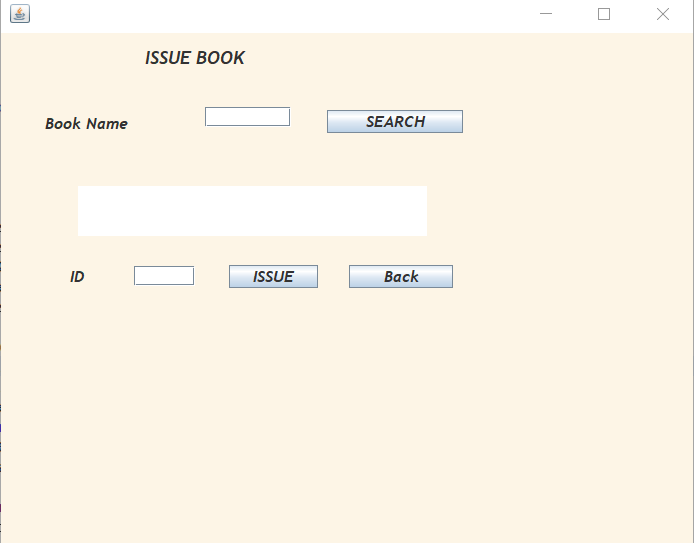 ISSUE BOOK
Book Name SEARCH
ID ISSUE Back